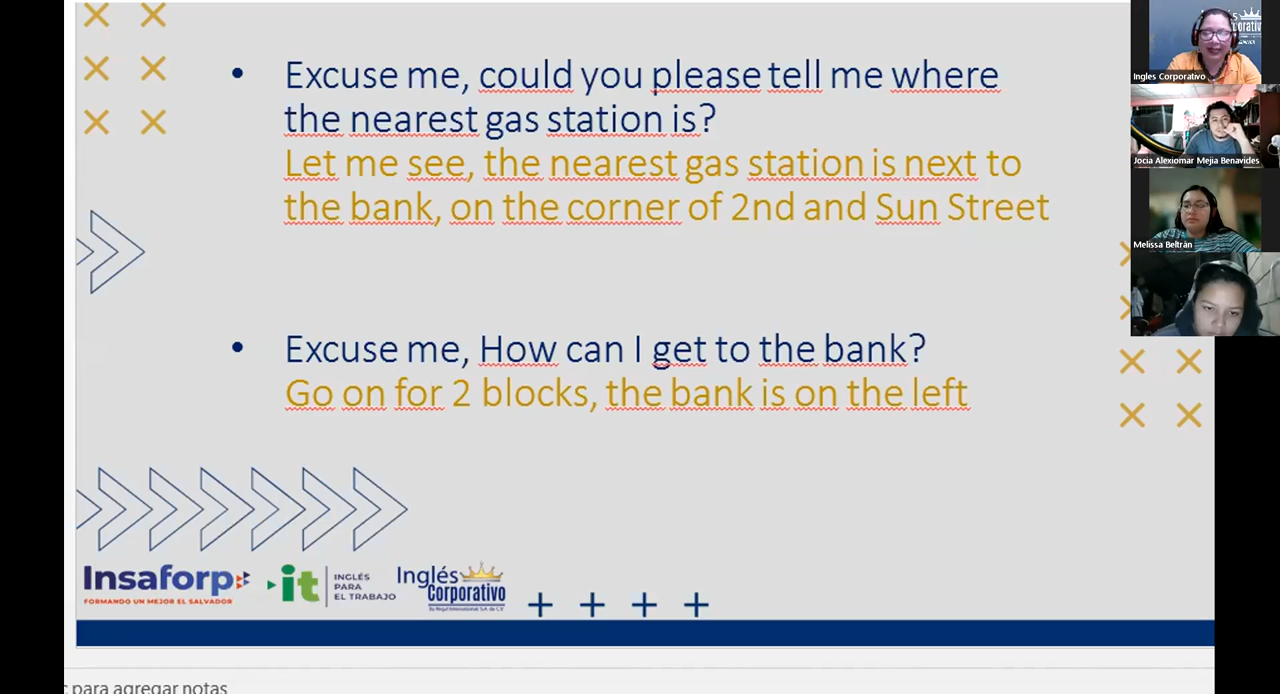 Excuse me, could you please tell me where
the nearest gas station is?
Let me see, the nearest gas station is next to
the bank, on the corner of 2nd and Sun Street
Excuse me, How can I get to the bank?
Go on for 2 blocks, the bank is on the left
Ingles Corporativo
Jocia Alexiomar Mejia Benavides
Melissa Beltrán
Insaforp
FORMANDO UN MEJOR EL SALVADOR
it
INGLÉS
PARA
EL TRABAJO
Inglés
Corporativo
para agregar notas